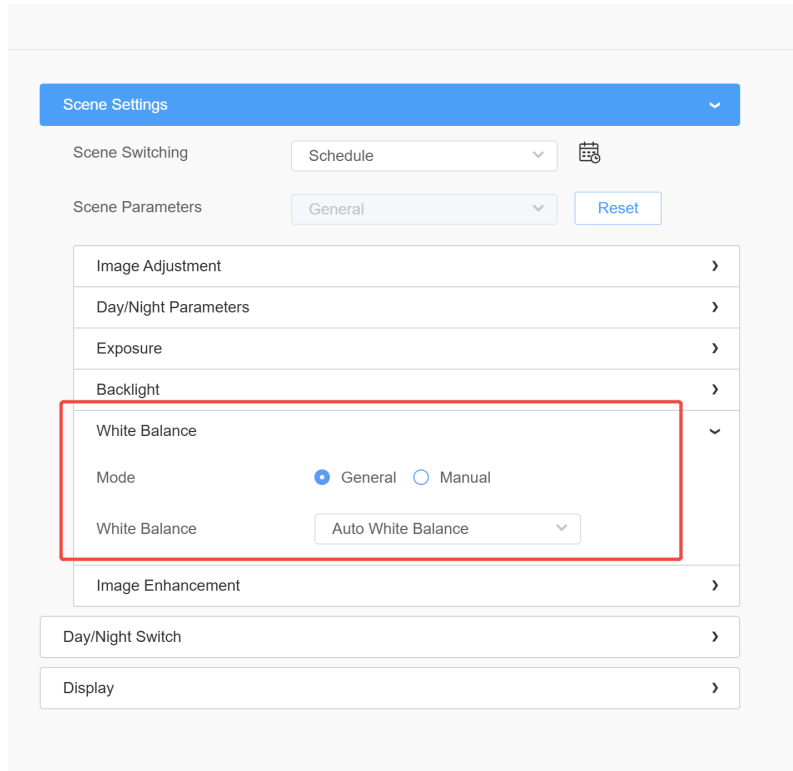 Scene Settings
Scene Switching Schedule
Scene Parameters General Reset
Image Adjustment
Day/Night Parameters
Exposure
Backlight
White Balance
Mode General Manual
White Balance Auto White Balance
Image Enhancement
Day/Night Switch
Display